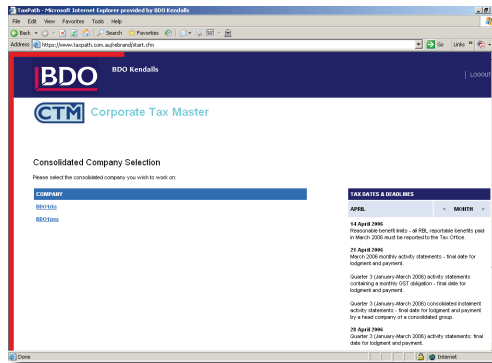 TaxPath - Microsoft Internet Explorer provided by BDO Kendalls
File Edit View Favorites Tools Help
Back Search Favorites
Address https://www.taxpath.com.au/rebrand/start.cfm Go Links
BDO BDO Kendalls
| LOGOUT
CTM Corporate Tax Master
Consolidated Company Selection
Please select the consolidated company you wish to work on:
COMPANY
TAX DATES & DEADLINES
APRIL < MONTH >
14 April 2006
Reasonable benefit limits - all RBL reportable benefits paid
in March 2006 must be reported to the Tax Office.
21 April 2006
March 2006 monthly activity statements - final date for
lodgment and payment.
Quarter 3 (January-March 2006) activity statements
containing a monthly GST obligation - final date for
lodgment and payment.
Quarter 3 (January-March 2006) consolidated instalment
activity statements - final date for lodgment and payment
by a head company of a consolidated group.
28 April 2006
Quarter 3 (January-March 2006) activity statements: final
date for lodgment and payment.
Done Internet